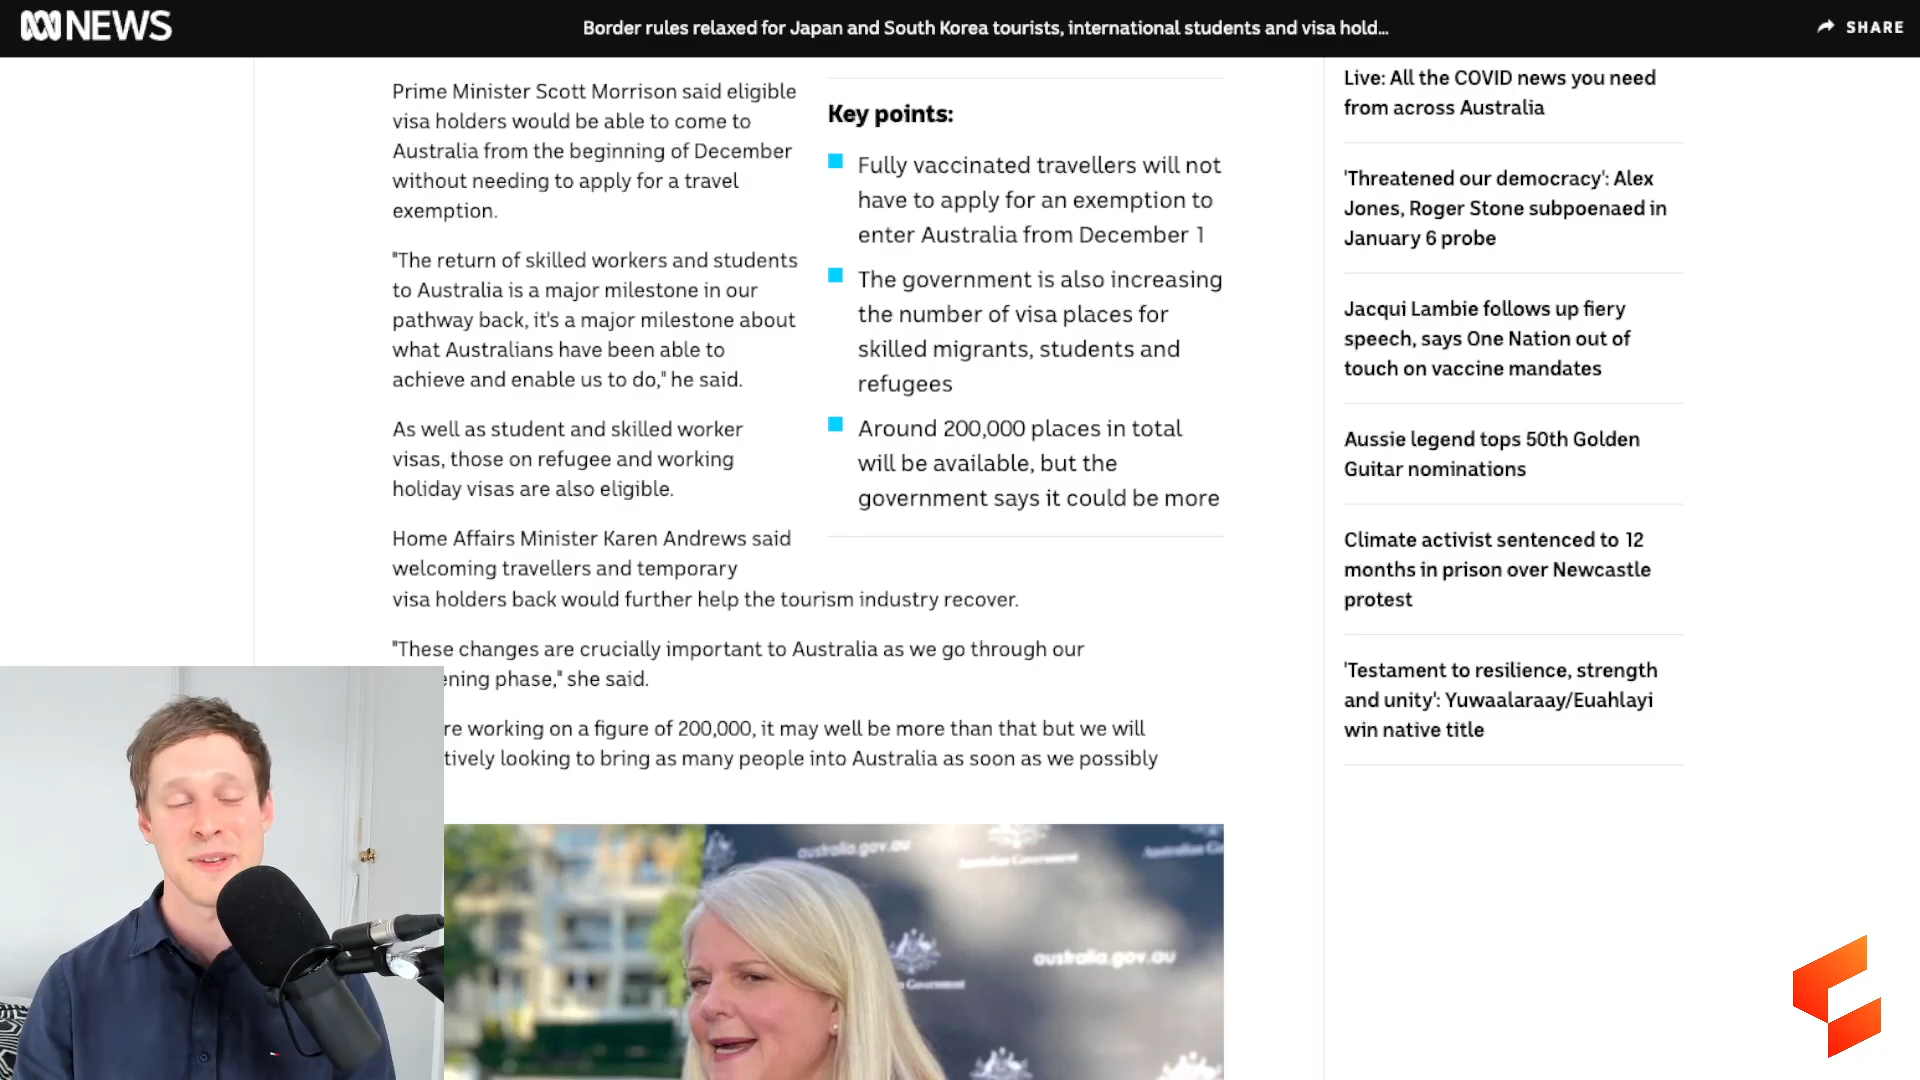 NEWS
Border rules relaxed for Japan and South Korea tourists, international students and visa hold...
SHARE
Prime Minister Scott Morrison said eligible
visa holders would be able to come to
Australia from the beginning of December
without needing to apply for a travel
exemption.
"The return of skilled workers and students
to Australia is a major milestone in our
pathway back, it's a major milestone about
what Australians have been able to
achieve and enable us to do," he said.
As well as student and skilled worker
visas, those on refugee and working
holiday visas are also eligible.
Home Affairs Minister Karen Andrews said
welcoming travellers and temporary
visa holders back would further help the tourism industry recover.
"These changes are crucially important to Australia as we go through our
ening phase," she said.
re working on a figure of 200,000, it may well be more than that but we will
tively looking to bring as many people into Australia as soon as we possibly
Key points:
Fully vaccinated travellers will not
have to apply for an exemption to
enter Australia from December 1
The government is also increasing
the number of visa places for
skilled migrants, students and
refugees
Around 200,000 places in total
will be available, but the
government says it could be more
Live: All the COVID news you need
from across Australia
'Threatened our democracy': Alex
Jones, Roger Stone subpoenaed in
January 6 probe
Jacqui Lambie follows up fiery
speech, says One Nation out of
touch on vaccine mandates
Aussie legend tops 50th Golden
Guitar nominations
Climate activist sentenced to 12
months in prison over Newcastle
protest
'Testament to resilience, strength
and unity': Yuwaalaraay/Euahlayi
win native title
australia.gov.au
Australian Government
Australian G
australia.gov.au
Government